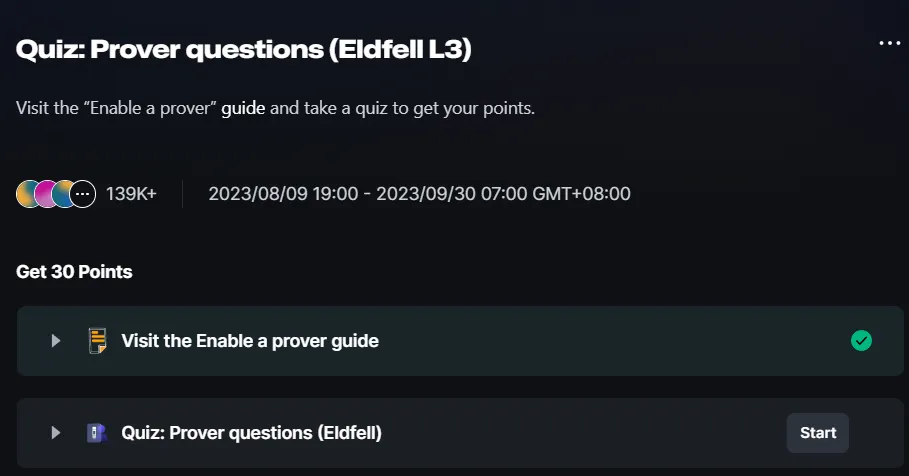 Quiz: Prover questions (Eldfell L3)
Visit the “Enable a prover” guide and take a quiz to get your points.
139K+ 2023/08/09 19:00 - 2023/09/30 07:00 GMT+08:00
Get 30 Points
Visit the Enable a prover guide
Quiz: Prover questions (Eldfell) Start